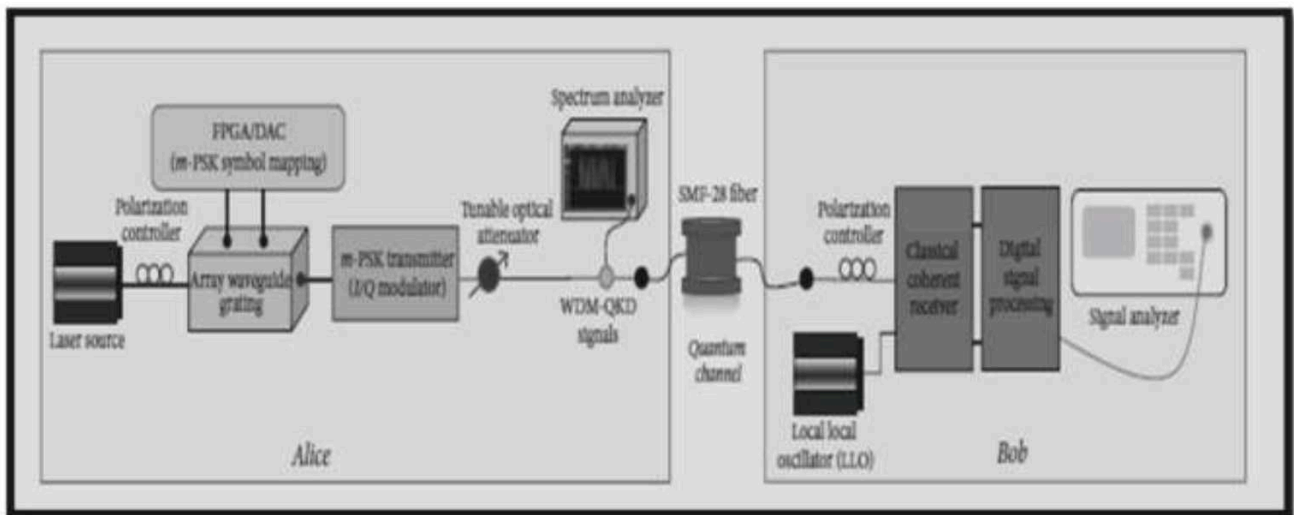 Spectrum analyzer
FPGA/DAC
(m-PSK symbol mapping)
Polarization
controller
Tunable optical
attenuator
SMF-28 fiber
Polarization
controller
Array waveguide
grating
m-PSK transmitter
(I/Q modulator)
Classical
coherent
receiver
Digital
signal
processing
Laser source
WDM-QKD
signals
Signal analyzer
Quantum
channel
Local local
oscillator (LLO)
Alice
Bob